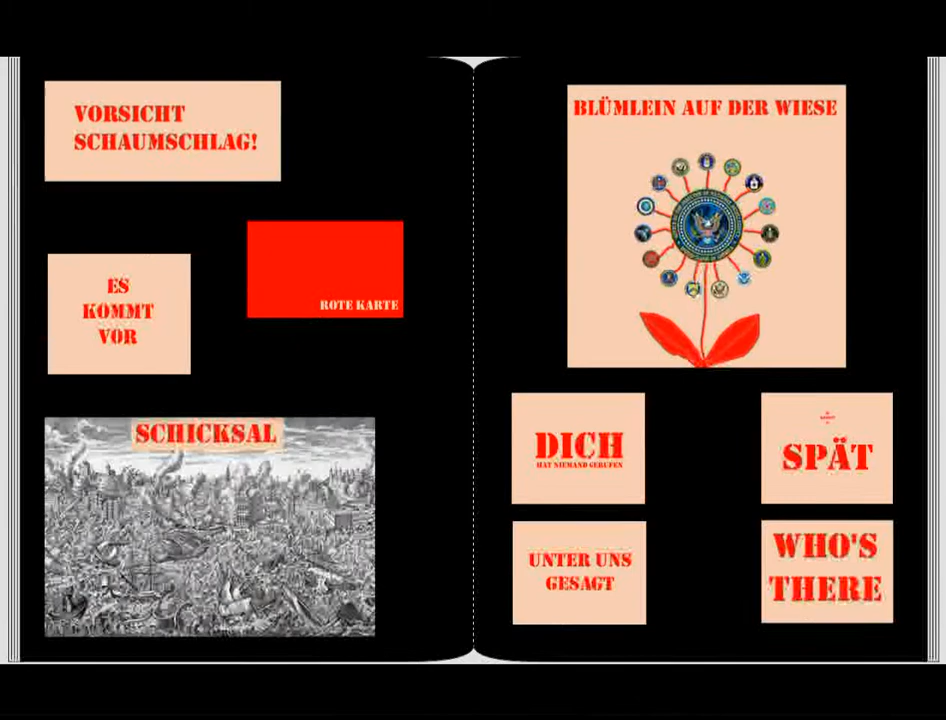 VORSICHT
SCHAUMSCHLAG!
ROTE KARTE
ES
KOMMT
VOR
SCHICKSAL
BLÜMLEIN AUF DER WIESE
DICH
HAT NIEMAND GERUFEN
SPÄT
UNTER UNS
GESAGT
WHO'S
THERE